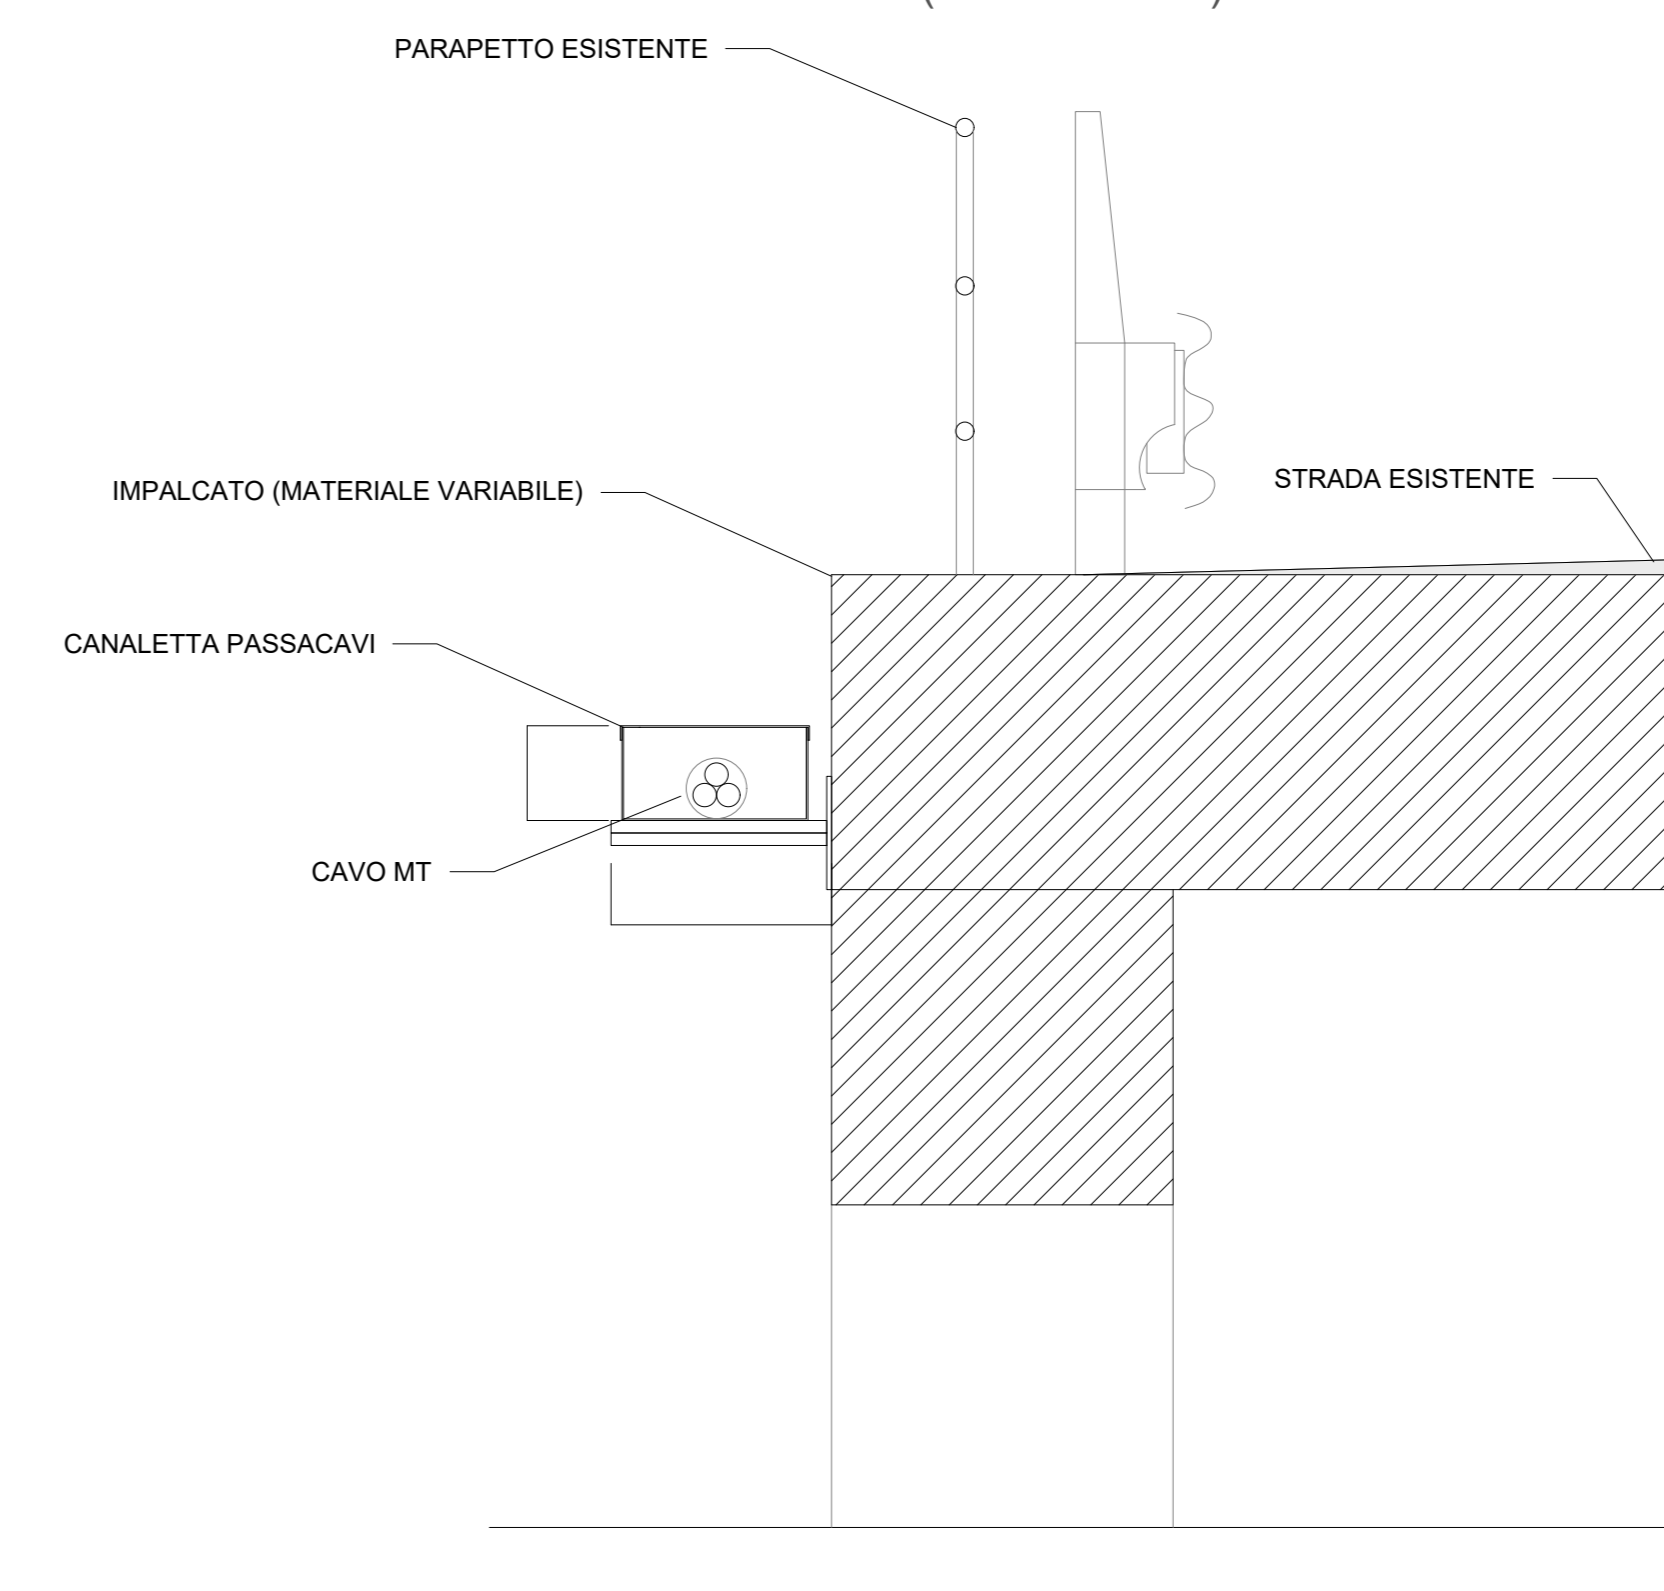 PARAPETTO ESISTENTE
STRADA ESISTENTE
IMPALCATO (MATERIALE VARIABILE)
CANALETTA PASSACAVI
CAVO MT